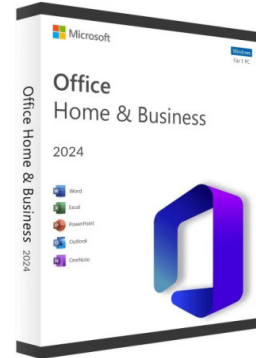 Microsoft
Windows
Für 1 PC
Office
Home & Business
2024
Word
Excel
PowerPoint
Outlook
OneNote
Office Home & Business 2024